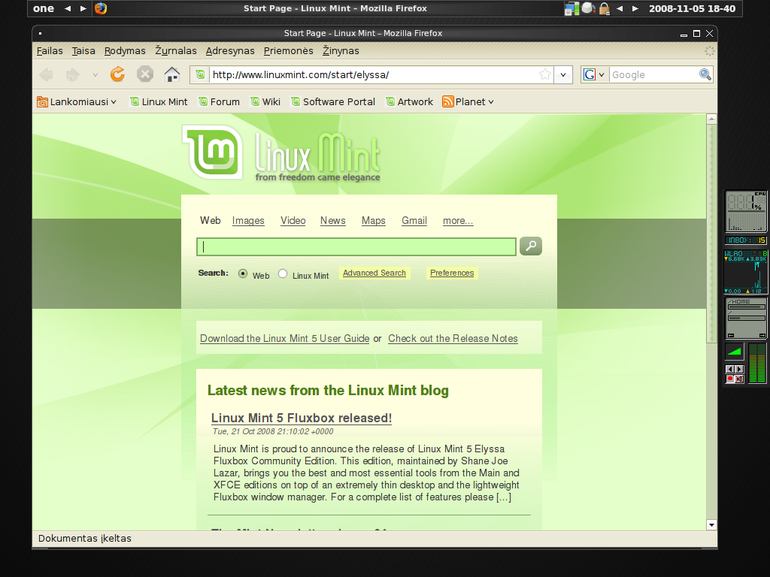 one
Start Page - Linux Mint – Mozilla Firefox
2008-11-05 18-40
Start Page - Linux Mint – Mozilla Firefox
Failas Taisa Rodymas Žurnalas Adresynas Priemonės Žinynas
http://www.linuxmint.com/start/elyssa/
G Google
Lankomiausi Linux Mint Forum Wiki Software Portal Artwork Planet
Linux Mint
from freedom came elegance
Web Images Video News Maps Gmail more...
Search: Web Linux Mint Advanced Search Preferences
Download the Linux Mint 5 User Guide or Check out the Release Notes
Latest news from the Linux Mint blog
Linux Mint 5 Fluxbox released!
Tue, 21 Oct 2008 21:10:02 +0000
Linux Mint is proud to announce the release of Linux Mint 5 Elyssa
Fluxbox Community Edition. This edition, maintained by Shane Joe
Lazar, brings you the best and most essential tools from the Main and
XFCE editions on top of an extremely thin desktop and the lightweight
Fluxbox window manager. For a complete list of features please [...]
Dokumentas įkeltas
CPU
%
/HOME